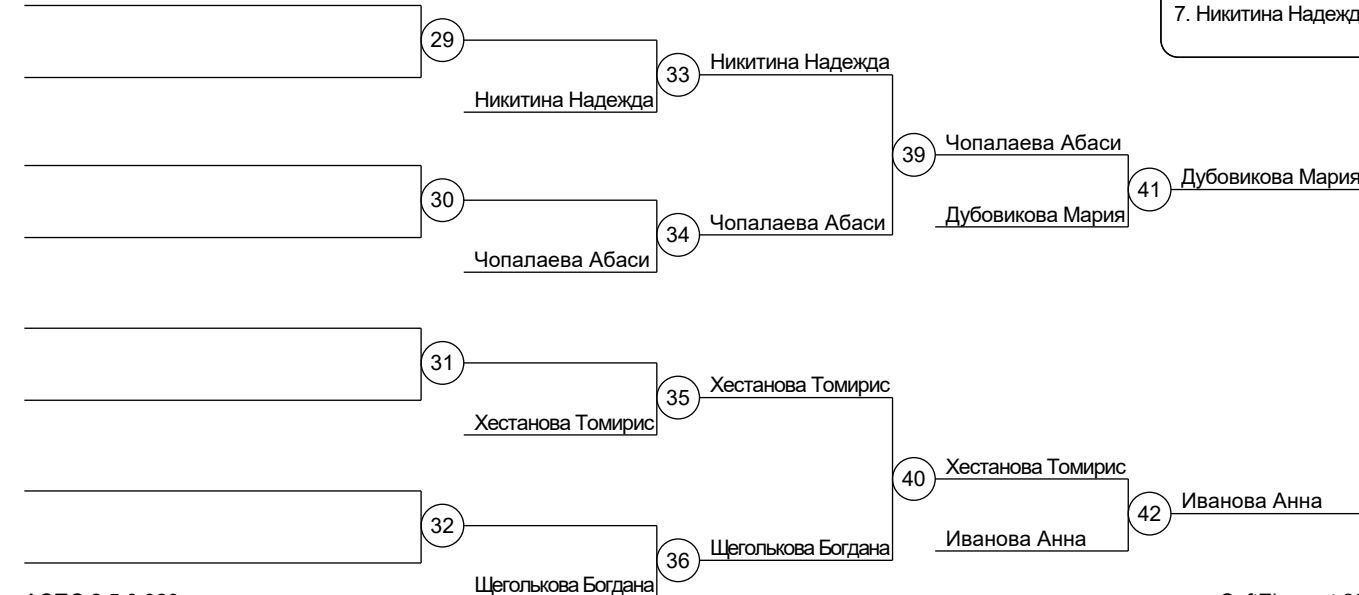 7. Никитина Надежд
29
Никитина Надежда
33
Никитина Надежда
Чопалаева Абаси
39
Дубовикова Мария
41
Дубовикова Мария
30
Чопалаева Абаси
34
Чопалаева Абаси
31
Хестанова Томирис
35
Хестанова Томирис
Хестанова Томирис
40
Иванова Анна
42
Иванова Анна
32
Щеголькова Богдана
36
Щеголькова Богдана